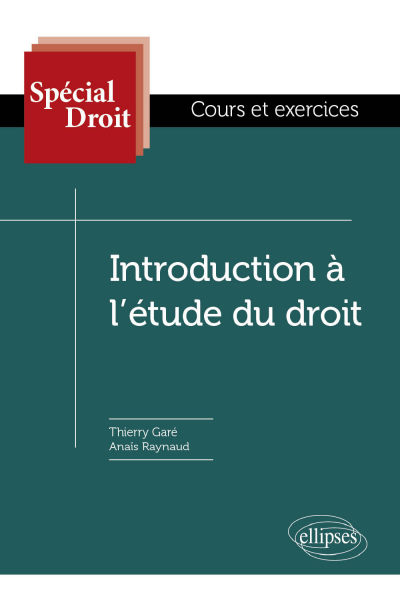 Spécial
Droit
Cours et exercices
Introduction à
l'étude du droit
Thierry Garé
Anaïs Raynaud
ellipses